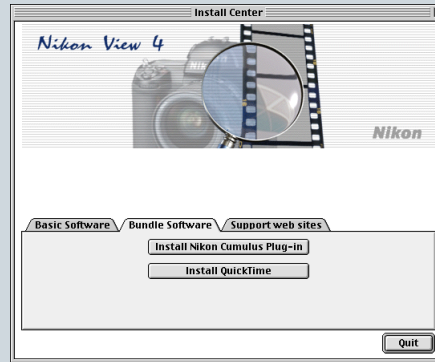 Install Center
Nikon View 4
Nikon
Basic Software
Bundle Software
Support web sites
Install Nikon Cumulus Plug-in
Install QuickTime
Quit